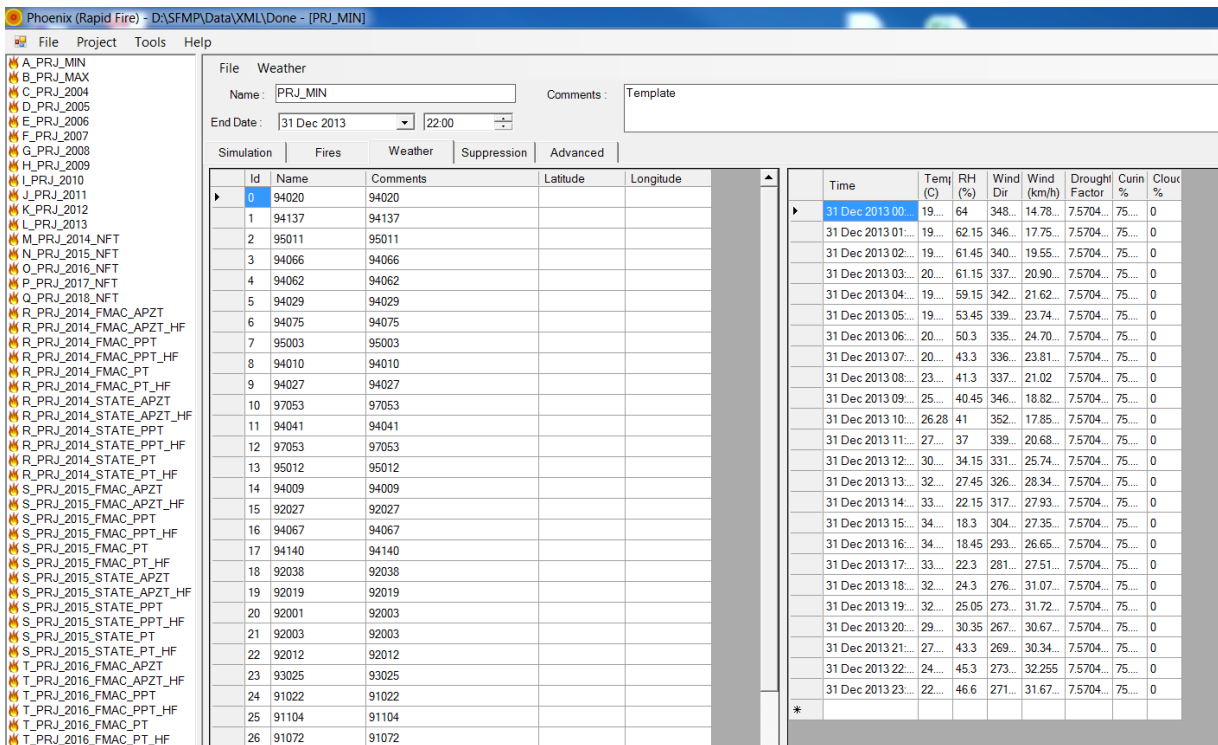 Phoenix (Rapid Fire) - D:\SFMP\Data\XML\Done - [PRJ_MIN]
File Project Tools Help
A_PRJ_MIN
B_PRJ_MAX
C_PRJ_2004
D_PRJ_2005
E_PRJ_2006
F_PRJ_2007
G_PRJ_2008
H_PRJ_2009
I_PRJ_2010
J_PRJ_2011
K_PRJ_2012
L_PRJ_2013
M_PRJ_2014_NFT
N_PRJ_2015_NFT
O_PRJ_2016_NFT
P_PRJ_2017_NFT
Q_PRJ_2018_NFT
R_PRJ_2014_FMAC_APZT
R_PRJ_2014_FMAC_APZT_HF
R_PRJ_2014_FMAC_PPT
R_PRJ_2014_FMAC_PPT_HF
R_PRJ_2014_FMAC_PT
R_PRJ_2014_FMAC_PT_HF
R_PRJ_2014_STATE_APZT
R_PRJ_2014_STATE_APZT_HF
R_PRJ_2014_STATE_PPT
R_PRJ_2014_STATE_PPT_HF
R_PRJ_2014_STATE_PT
R_PRJ_2014_STATE_PT_HF
S_PRJ_2015_FMAC_APZT
S_PRJ_2015_FMAC_APZT_HF
S_PRJ_2015_FMAC_PPT
S_PRJ_2015_FMAC_PPT_HF
S_PRJ_2015_FMAC_PT
S_PRJ_2015_FMAC_PT_HF
S_PRJ_2015_STATE_APZT
S_PRJ_2015_STATE_APZT_HF
S_PRJ_2015_STATE_PPT
S_PRJ_2015_STATE_PPT_HF
S_PRJ_2015_STATE_PT
S_PRJ_2015_STATE_PT_HF
T_PRJ_2016_FMAC_APZT
T_PRJ_2016_FMAC_APZT_HF
T_PRJ_2016_FMAC_PPT
T_PRJ_2016_FMAC_PPT_HF
T_PRJ_2016_FMAC_PT
T_PRJ_2016_FMAC_PT_HF
File Weather
Name : PRJ_MIN Comments : Template
End Date : 31 Dec 2013 22:00
Simulation Fires Weather Suppression Advanced
Id Name Comments Latitude Longitude
0 94020 94020
1 94137 94137
2 95011 95011
3 94066 94066
4 94062 94062
5 94029 94029
6 94075 94075
7 95003 95003
8 94010 94010
9 94027 94027
10 97053 97053
11 94041 94041
12 97053 97053
13 95012 95012
14 94009 94009
15 92027 92027
16 94067 94067
17 94140 94140
18 92038 92038
19 92019 92019
20 92001 92003
21 92003 92003
22 92012 92012
23 93025 93025
24 91022 91022
25 91104 91104
26 91072 91072
Time Temp (C) RH (%) Wind Dir Wind (km/h) Drought Factor Curin % Clouc %
31 Dec 2013 00:... 19.... 64 348... 14.78... 7.5704... 75.... 0
31 Dec 2013 01:... 19.... 62.15 346... 17.75... 7.5704... 75.... 0
31 Dec 2013 02:... 19.... 61.45 340... 19.55... 7.5704... 75.... 0
31 Dec 2013 03:... 20.... 61.15 337... 20.90... 7.5704... 75.... 0
31 Dec 2013 04:... 19.... 59.15 342... 21.62... 7.5704... 75.... 0
31 Dec 2013 05:... 19.... 53.45 339... 23.74... 7.5704... 75.... 0
31 Dec 2013 06:... 20.... 50.3 335... 24.70... 7.5704... 75.... 0
31 Dec 2013 07:... 20.... 43.3 336... 23.81... 7.5704... 75.... 0
31 Dec 2013 08:... 23.... 41.3 337... 21.02 7.5704... 75.... 0
31 Dec 2013 09:... 25.... 40.45 346... 18.82... 7.5704... 75.... 0
31 Dec 2013 10:... 26.28 41 352... 17.85... 7.5704... 75.... 0
31 Dec 2013 11:... 27.... 37 339... 20.68... 7.5704... 75.... 0
31 Dec 2013 12:... 30.... 34.15 331... 25.74... 7.5704... 75.... 0
31 Dec 2013 13:... 32.... 27.45 326... 28.34... 7.5704... 75.... 0
31 Dec 2013 14:... 33.... 22.15 317... 27.93... 7.5704... 75.... 0
31 Dec 2013 15:... 34.... 18.3 304... 27.35... 7.5704... 75.... 0
31 Dec 2013 16:... 34.... 18.45 293... 26.65... 7.5704... 75.... 0
31 Dec 2013 17:... 33.... 22.3 281... 27.51... 7.5704... 75.... 0
31 Dec 2013 18:... 32.... 24.3 276... 31.07... 7.5704... 75.... 0
31 Dec 2013 19:... 32.... 25.05 273... 31.72... 7.5704... 75.... 0
31 Dec 2013 20:... 29.... 30.35 267... 30.67... 7.5704... 75.... 0
31 Dec 2013 21:... 27.... 43.3 269... 30.34... 7.5704... 75.... 0
31 Dec 2013 22:... 24.... 45.3 273... 32.255 7.5704... 75.... 0
31 Dec 2013 23:... 22.... 46.6 271... 31.67... 7.5704... 75.... 0